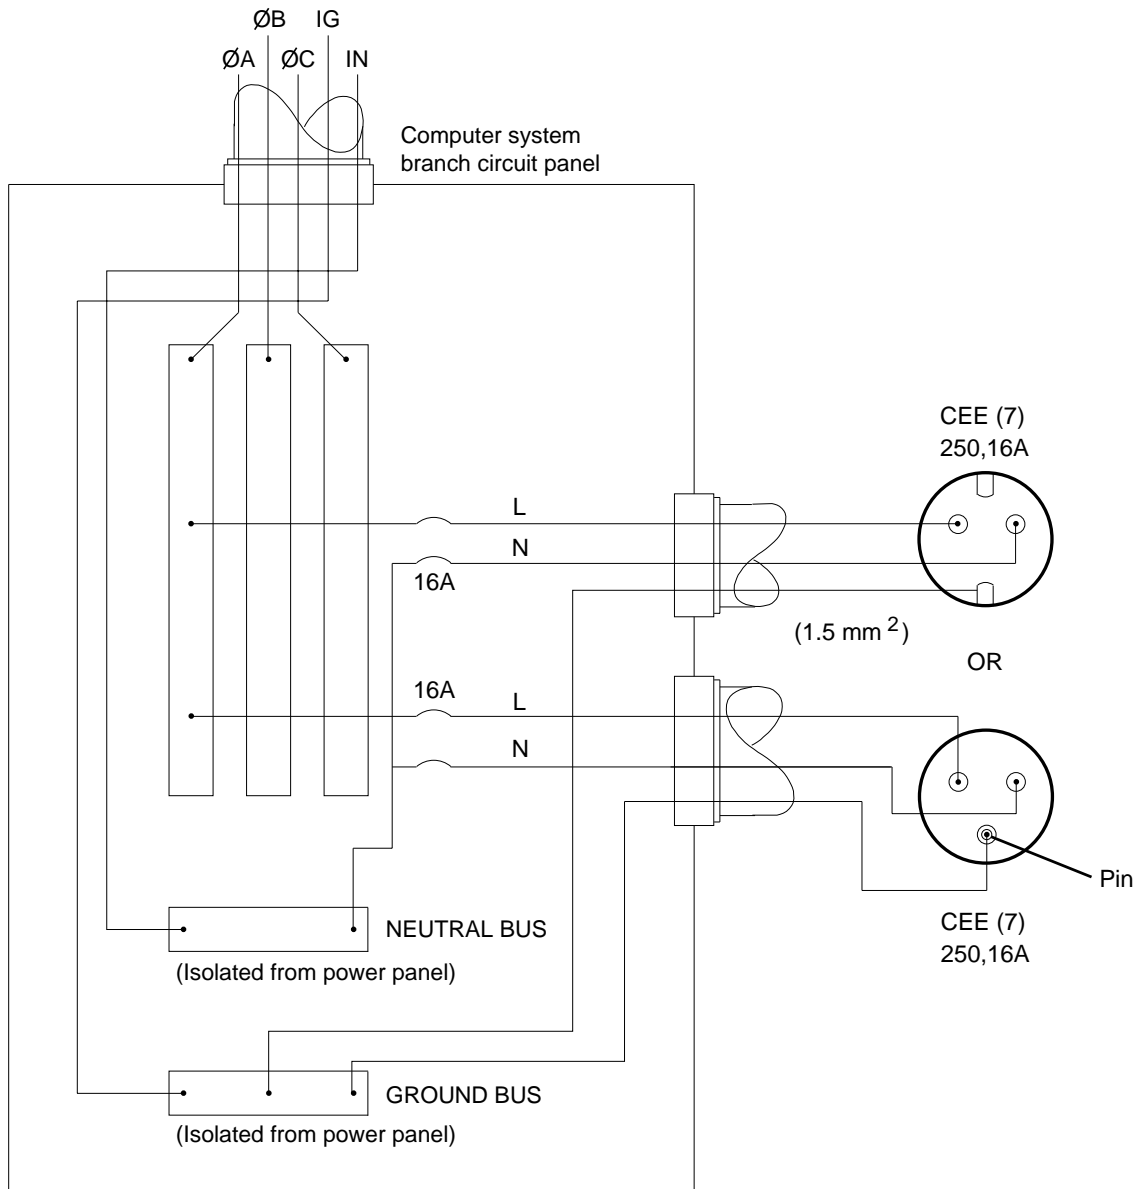 ØB IG
ØA ØC IN
Computer system
branch circuit panel
CEE (7)
250,16A
L
N
16A
(1.5 mm 2)
OR
16A
L
N
Pin
CEE (7)
250,16A
NEUTRAL BUS
(Isolated from power panel)
GROUND BUS
(Isolated from power panel)